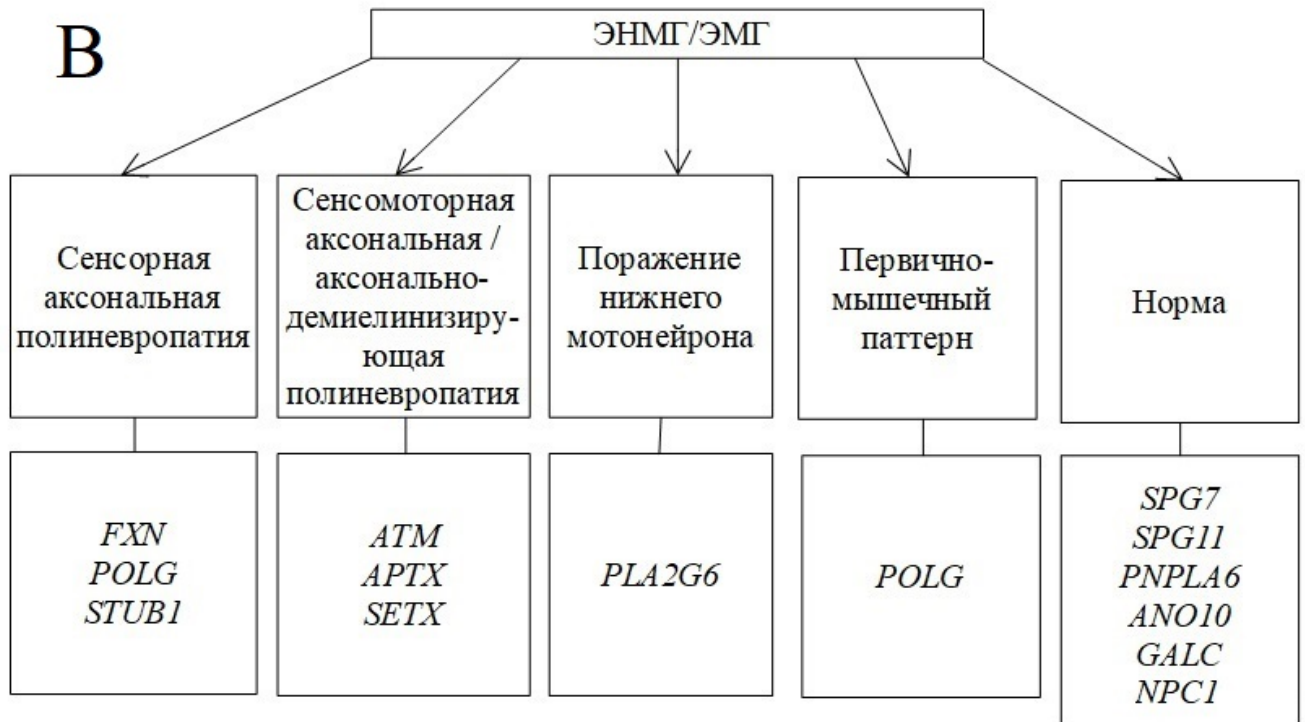 В
ЭНМГ/ЭМГ
Сенсорная
аксональная
полиневропатия
Сенсомоторная
аксональная /
аксонально-
демиелинизиру-
ющая
полиневропатия
Поражение
нижнего
мотонейрона
Первично-
мышечный
паттерн
Норма
FXN
POLG
STUB1
ATM
APTX
SETX
PLA2G6
POLG
SPG7
SPG11
PNPLA6
ANO10
GALC
NPC1